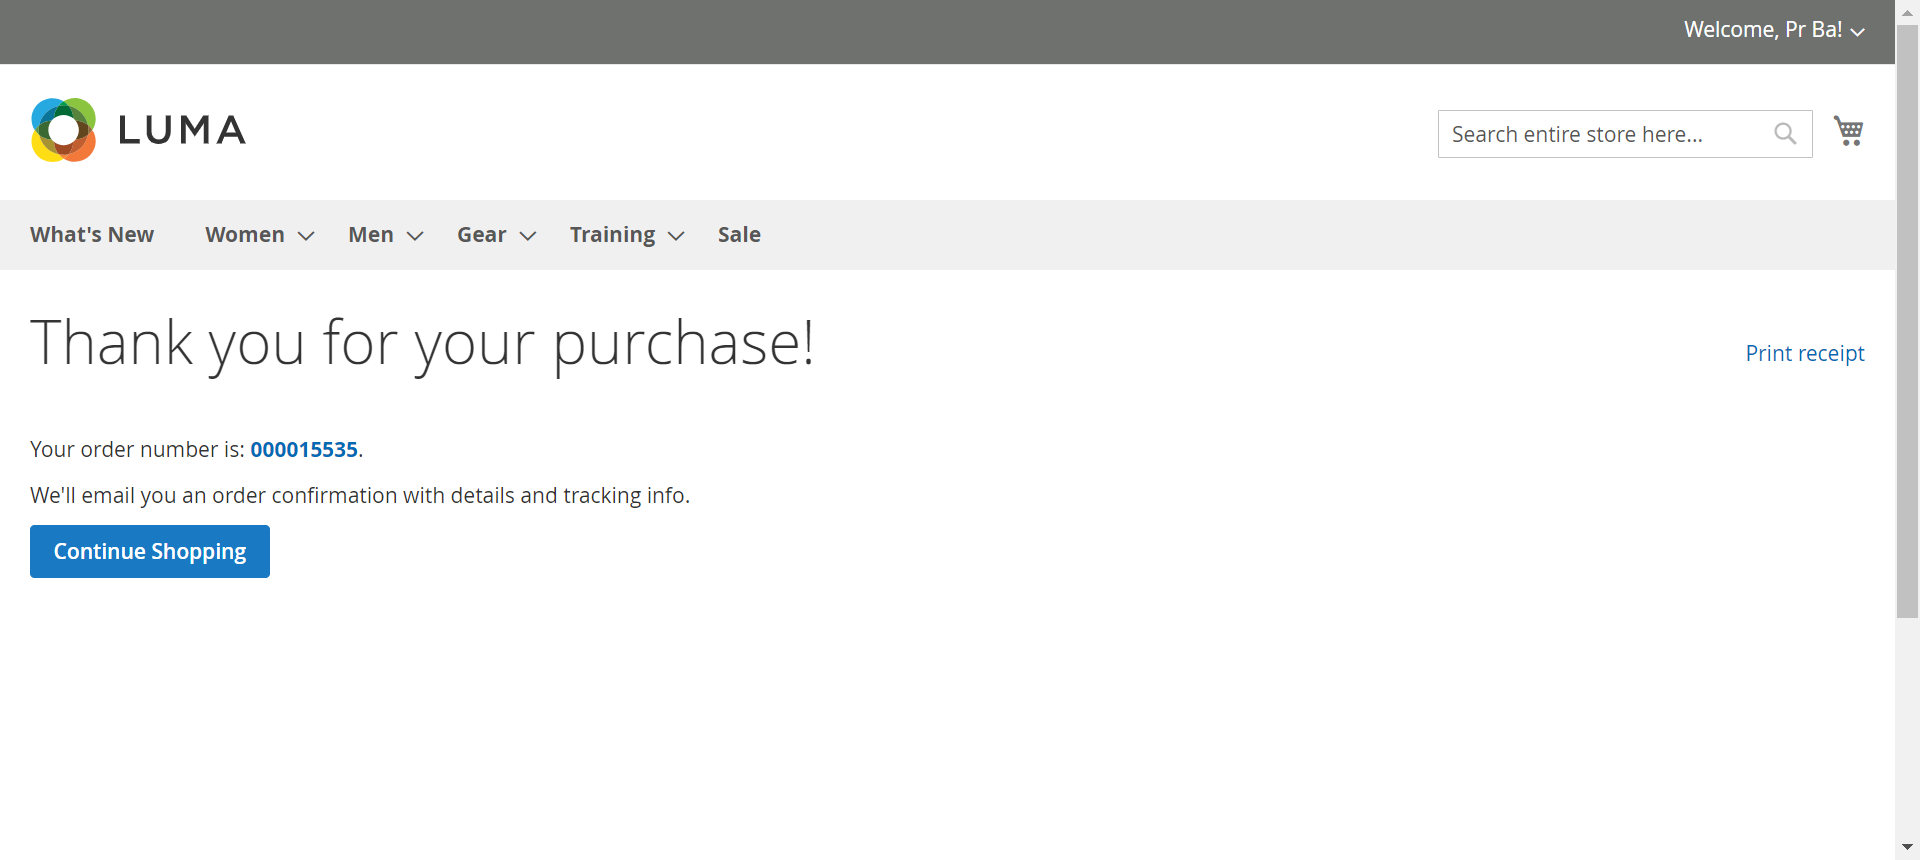 Welcome, Pr Ba!
LUMA
Search entire store here...
What's New Women Men Gear Training Sale
Thank you for your purchase!
Print receipt
Your order number is: 000015535.
We'll email you an order confirmation with details and tracking info.
Continue Shopping